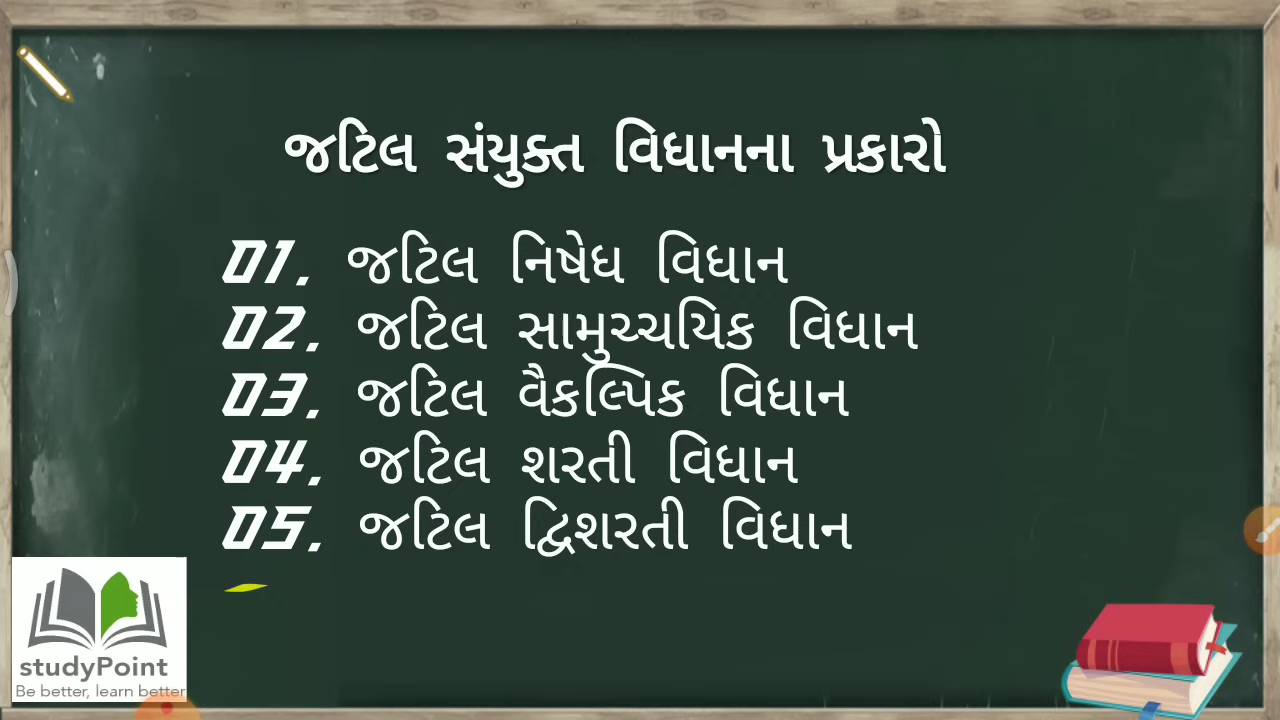 જટિલ સંયુક્ત વિધાનના પ્રકારો
01. જટિલ નિષેધ વિધાન
02. જટિલ સામુચ્ચયિક વિધાન
03. જટિલ વૈકલ્પિક વિધાન
04. જટિલ શરતી વિધાન
05. જટિલ દ્વિશરતી વિધાન
studyPoint
Be better, learn better